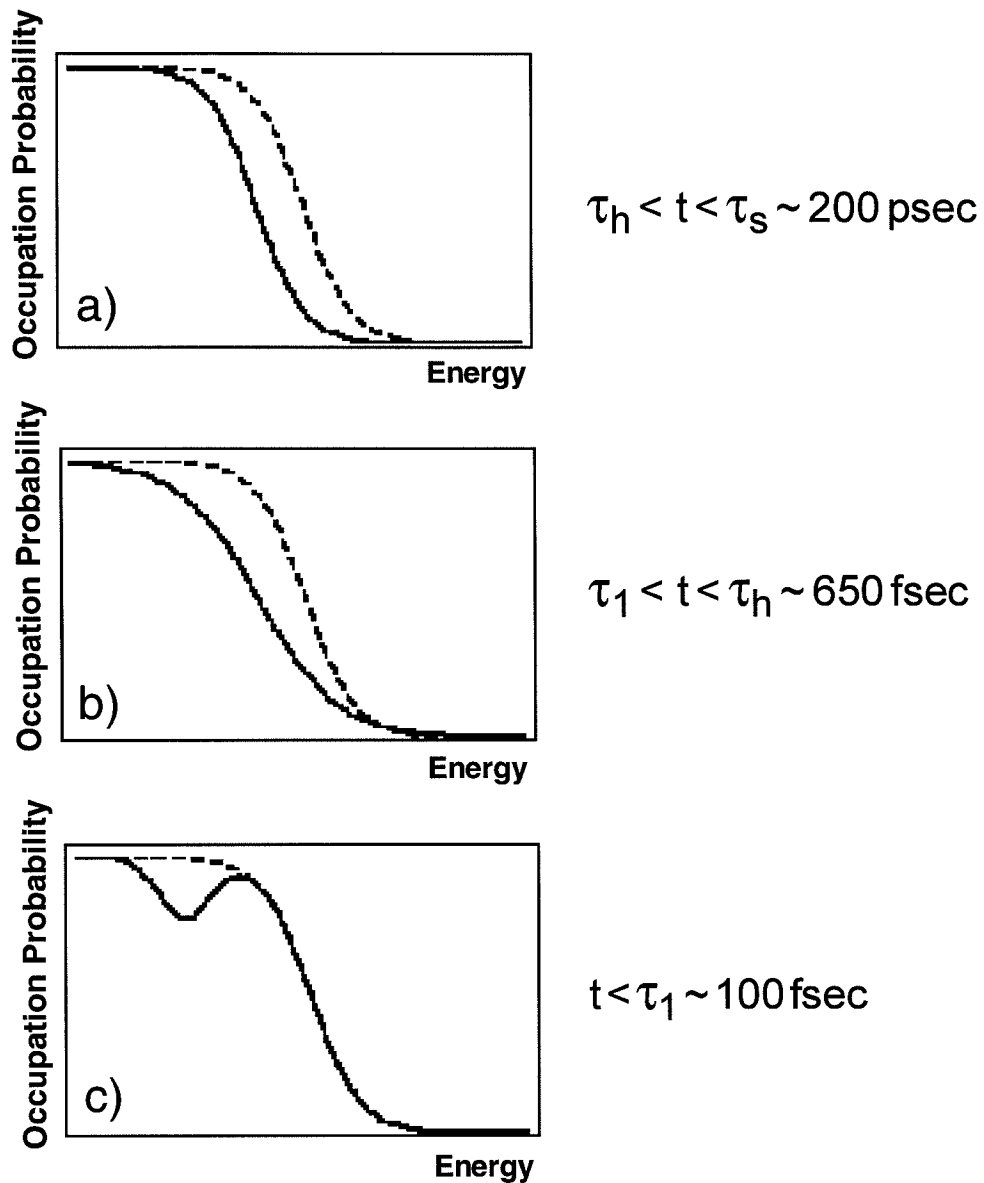 Occupation Probability
a)
Energy
τh < t < τs ~ 200 psec
Occupation Probability
b)
Energy
τ1 < t < τh ~ 650 fsec
Occupation Probability
c)
Energy
t < τ1 ~ 100 fsec